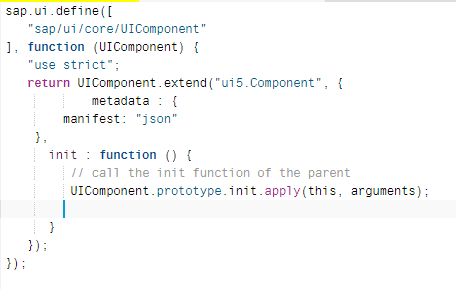 sap.ui.define([
   "sap/ui/core/UIComponent"
], function (UIComponent) {
   "use strict";
   return UIComponent.extend("ui5.Component", {
            metadata : {
        manifest: "json"
    },
      init : function () {
         // call the init function of the parent
         UIComponent.prototype.init.apply(this, arguments);
      }
   });
});